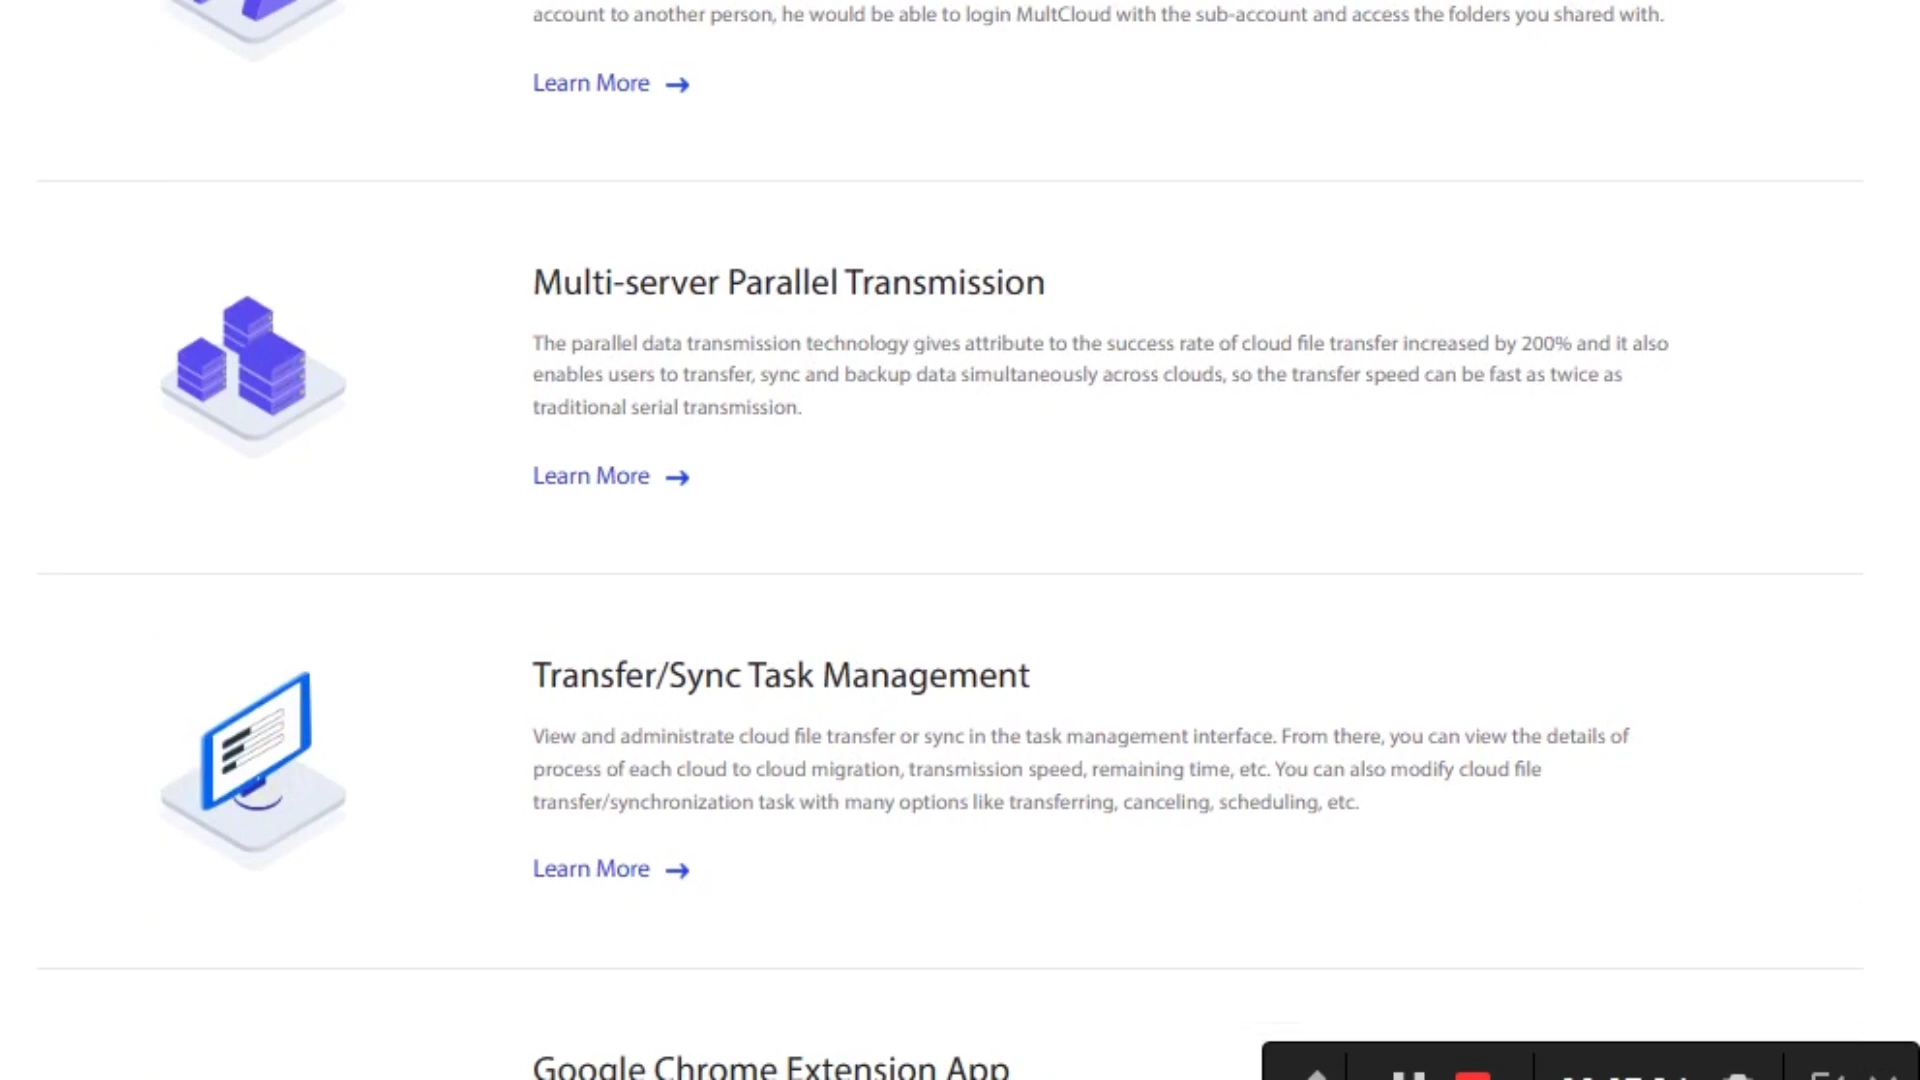 account to another person, he would be able to login MultCloud with the sub-account and access the folders you shared with.
Learn More
Multi-server Parallel Transmission
The parallel data transmission technology gives attribute to the success rate of cloud file transfer increased by 200% and it also
enables users to transfer, sync and backup data simultaneously across clouds, so the transfer speed can be fast as twice as
traditional serial transmission.
Learn More
Transfer/Sync Task Management
View and administrate cloud file transfer or sync in the task management interface. From there, you can view the details of
process of each cloud to cloud migration, transmission speed, remaining time, etc. You can also modify cloud file
transfer/synchronization task with many options like transferring, canceling, scheduling, etc.
Learn More
Google Chrome Extension App